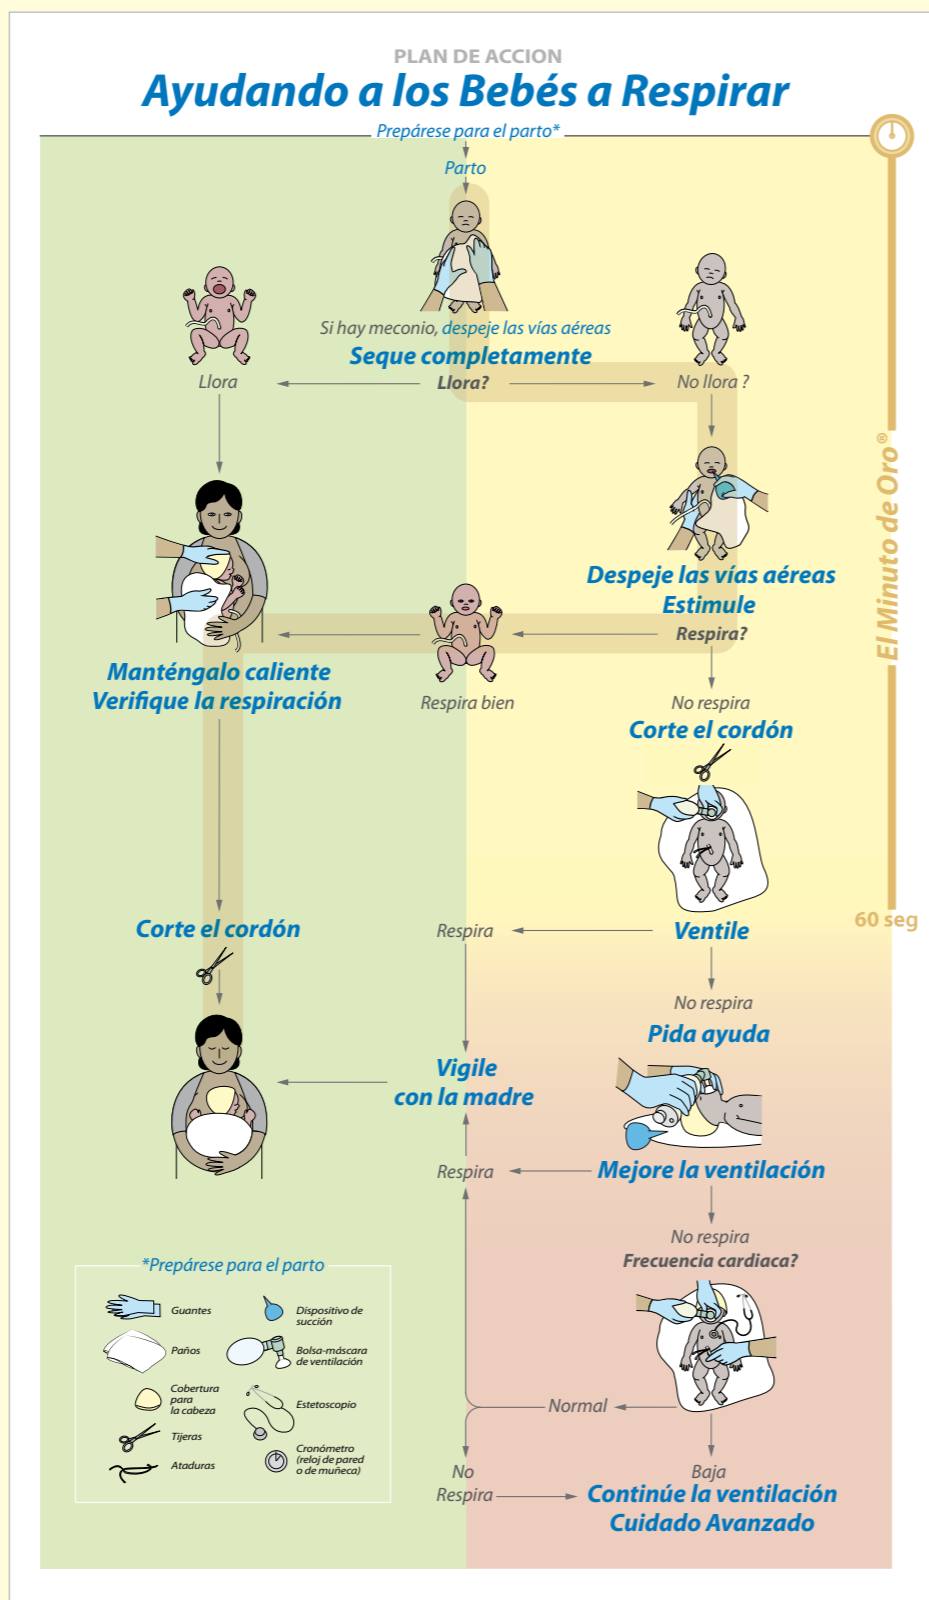 PLAN DE ACCION
Ayudando a los Bebés a Respirar
Prepárese para el parto*
Parto
Si hay meconio, despeje las vías aéreas
Seque completamente
Llora
Llora?
No llora ?
El Minuto de Oro®
Despeje las vías aéreas
Estimule
Respira?
Manténgalo caliente
Verifique la respiración
Respira bien
No respira
Corte el cordón
60 seg
Corte el cordón
Respira
Ventile
No respira
Pida ayuda
Vigile
con la madre
Respira
Mejore la ventilación
No respira
Frecuencia cardiaca?
*Prepárese para el parto
Guantes
Dispositivo de
succión
Paños
Bolsa-máscara
de ventilación
Cobertura
para
la cabeza
Estetoscopio
Tijeras
Ataduras
Cronómetro
(reloj de pared
o de muñeca)
Normal
No
Respira
Baja
Continúe la ventilación
Cuidado Avanzado